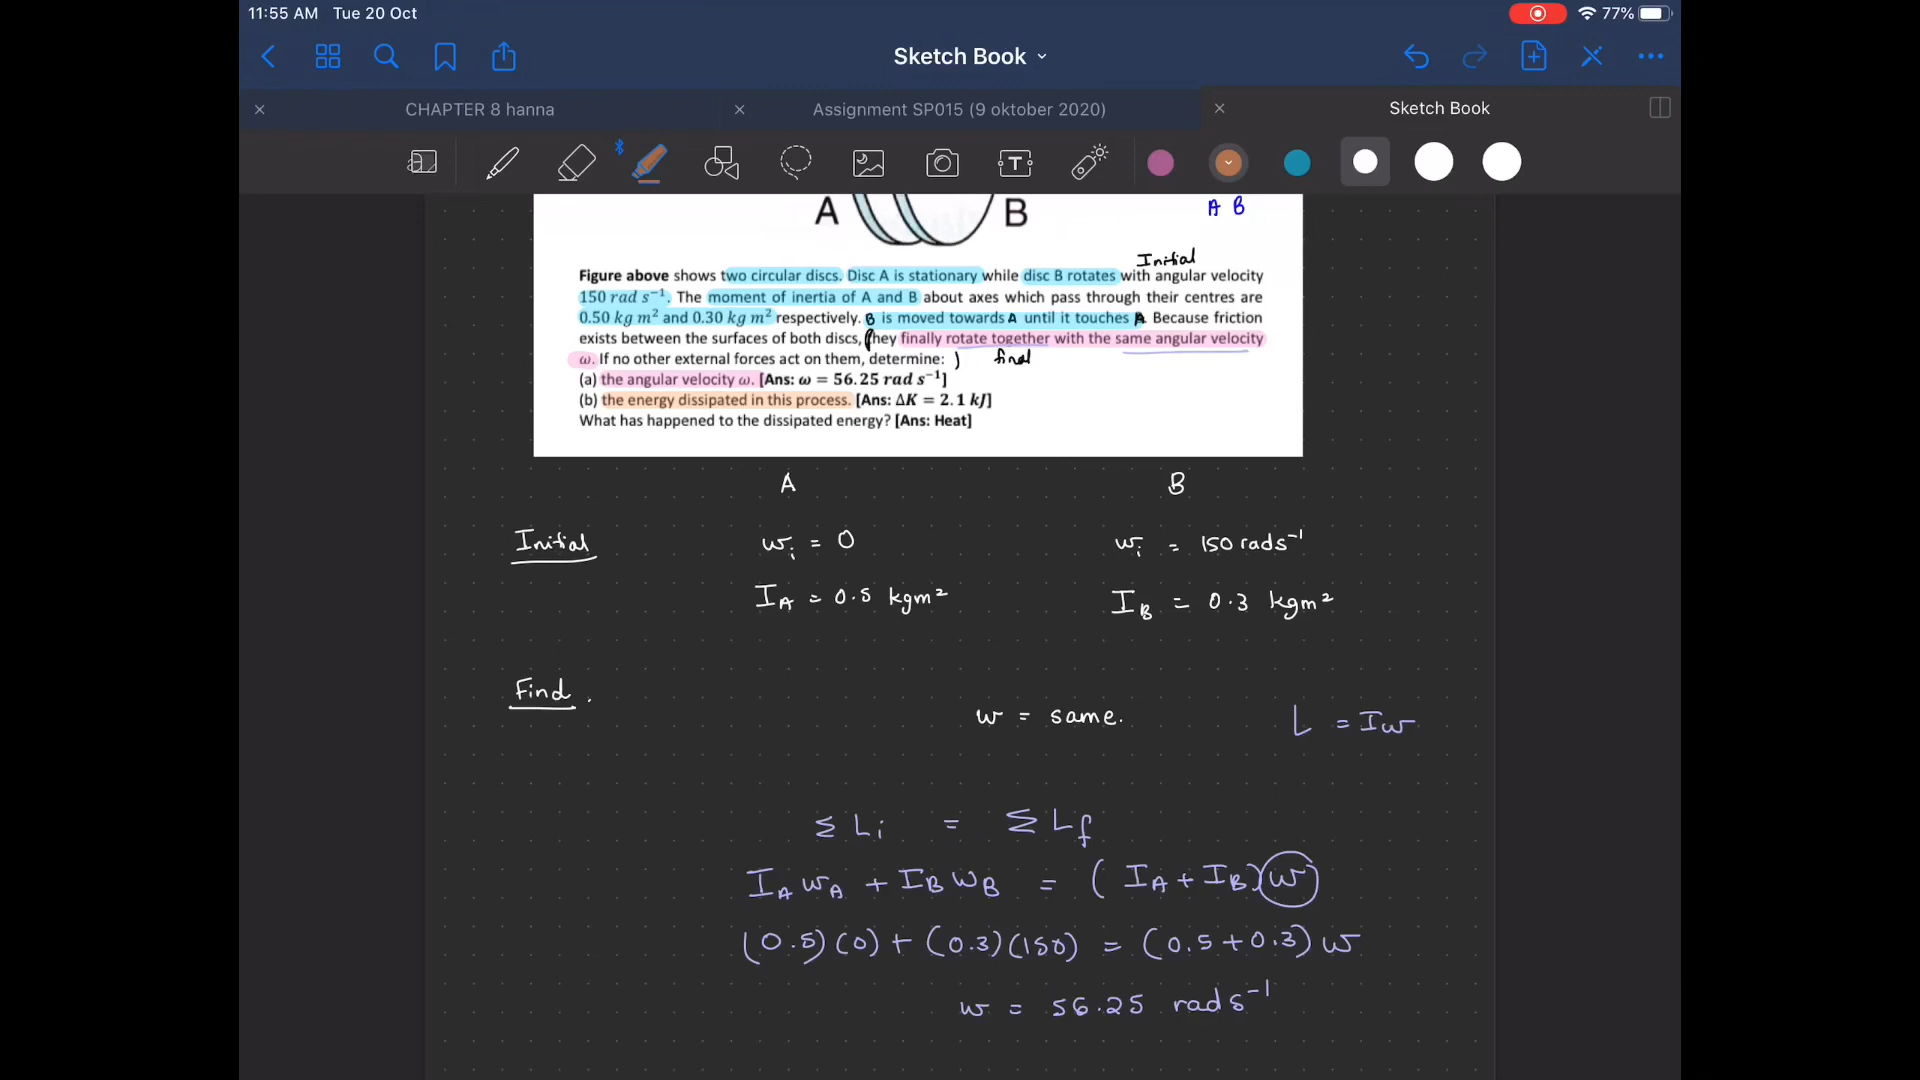 11:55 AM Tue 20 Oct
77%
Sketch Book
CHAPTER 8 hanna
Assignment SP015 (9 oktober 2020)
Sketch Book
T
A B
A B
Initial
Figure above shows two circular discs. Disc A is stationary while disc B rotates with angular velocity
150 rad s⁻¹. The moment of inertia of A and B about axes which pass through their centres are
0.50 kg m² and 0.30 kg m² respectively. B is moved towards A until it touches A. Because friction
exists between the surfaces of both discs, (they finally rotate together with the same angular velocity
ω. If no other external forces act on them, determine: ) final
(a) the angular velocity ω. [Ans: ω = 56.25 rad s⁻¹]
(b) the energy dissipated in this process. [Ans: ΔK = 2.1 kJ]
What has happened to the dissipated energy? [Ans: Heat]
A B
Initial ωi = 0 ωi = 150 rads⁻¹
IA = 0.5 kgm² IB = 0.3 kgm²
Find.
ω = same. L = Iω
Σ Li = Σ Lf
IA ωA + IB ωB = (IA + IB) ω
(0.5)(0) + (0.3)(150) = (0.5 + 0.3) ω
ω = 56.25 rad s⁻¹